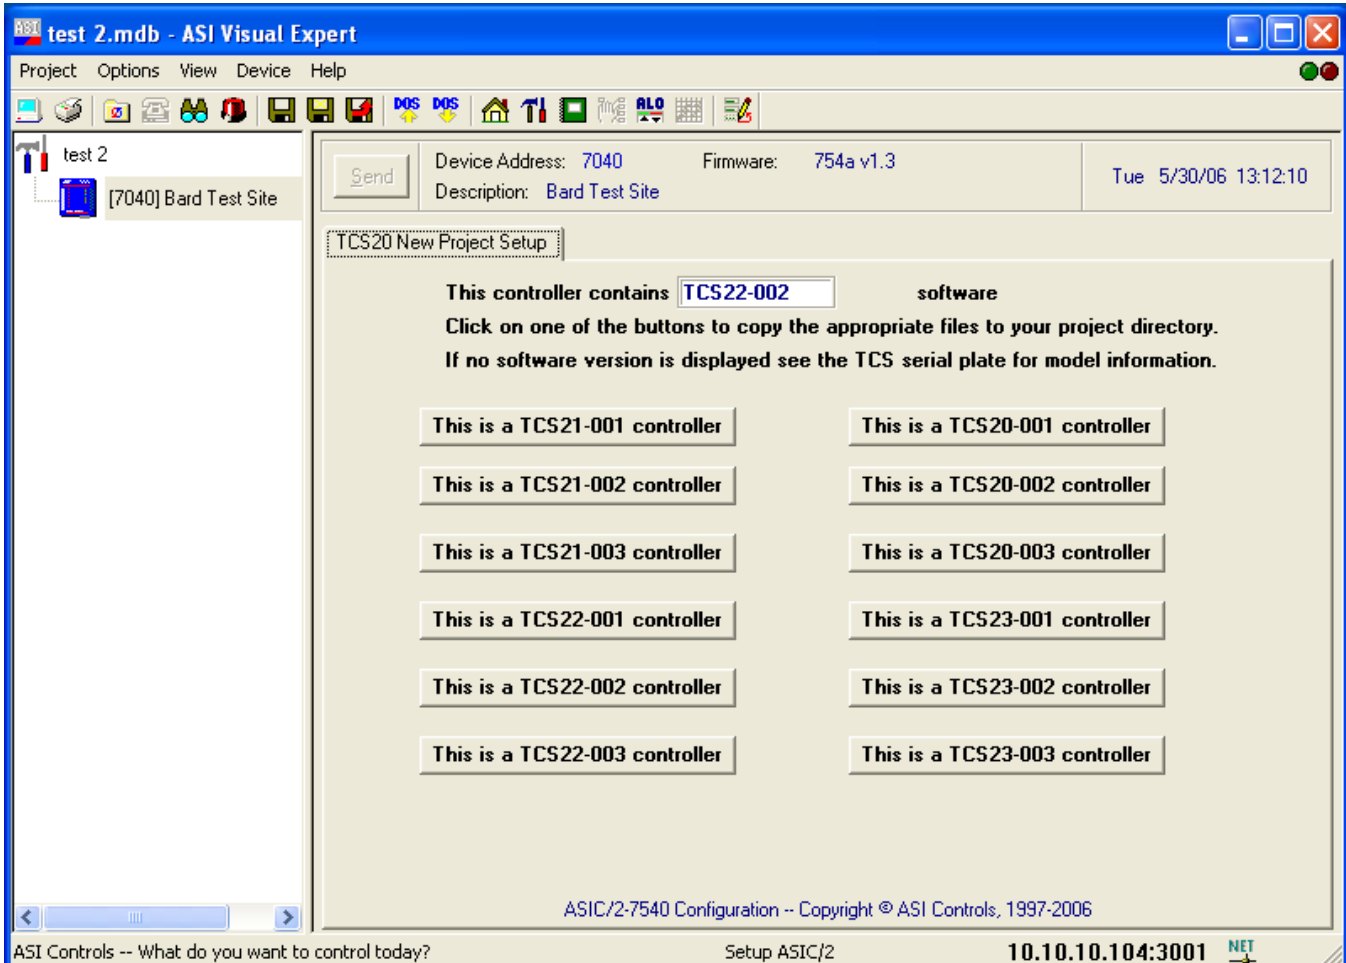 ASI test 2.mdb - ASI Visual Expert
Project Options View Device Help
DOS DOS ALO
test 2
[7040] Bard Test Site
Send
Device Address: 7040 Firmware: 754a v1.3
Description: Bard Test Site
Tue 5/30/06 13:12:10
TCS20 New Project Setup
This controller contains TCS22-002 software
Click on one of the buttons to copy the appropriate files to your project directory.
If no software version is displayed see the TCS serial plate for model information.
This is a TCS21-001 controller This is a TCS20-001 controller
This is a TCS21-002 controller This is a TCS20-002 controller
This is a TCS21-003 controller This is a TCS20-003 controller
This is a TCS22-001 controller This is a TCS23-001 controller
This is a TCS22-002 controller This is a TCS23-002 controller
This is a TCS22-003 controller This is a TCS23-003 controller
ASIC/2-7540 Configuration -- Copyright © ASI Controls, 1997-2006
ASI Controls -- What do you want to control today? Setup ASIC/2 10.10.10.104:3001 NET